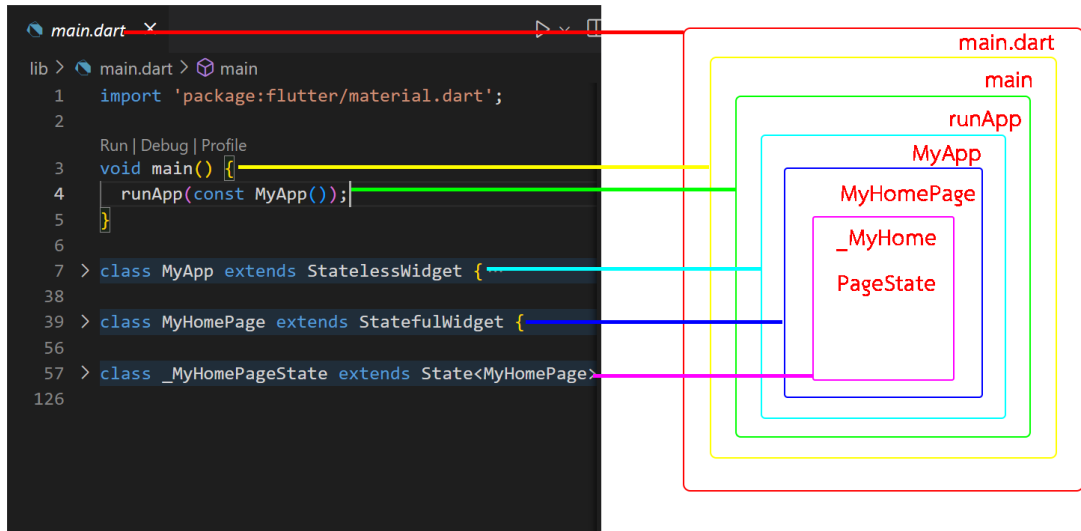 main.dart
lib > main.dart > main
1 import 'package:flutter/material.dart';
2
Run | Debug | Profile
3 void main() {
4 runApp(const MyApp());
5 }
6
7 > class MyApp extends StatelessWidget {
38
39 > class MyHomePage extends StatefulWidget {
56
57 > class _MyHomePageState extends State<MyHomePage>
126
main.dart
main
runApp
MyApp
MyHomePage
_MyHome
PageState